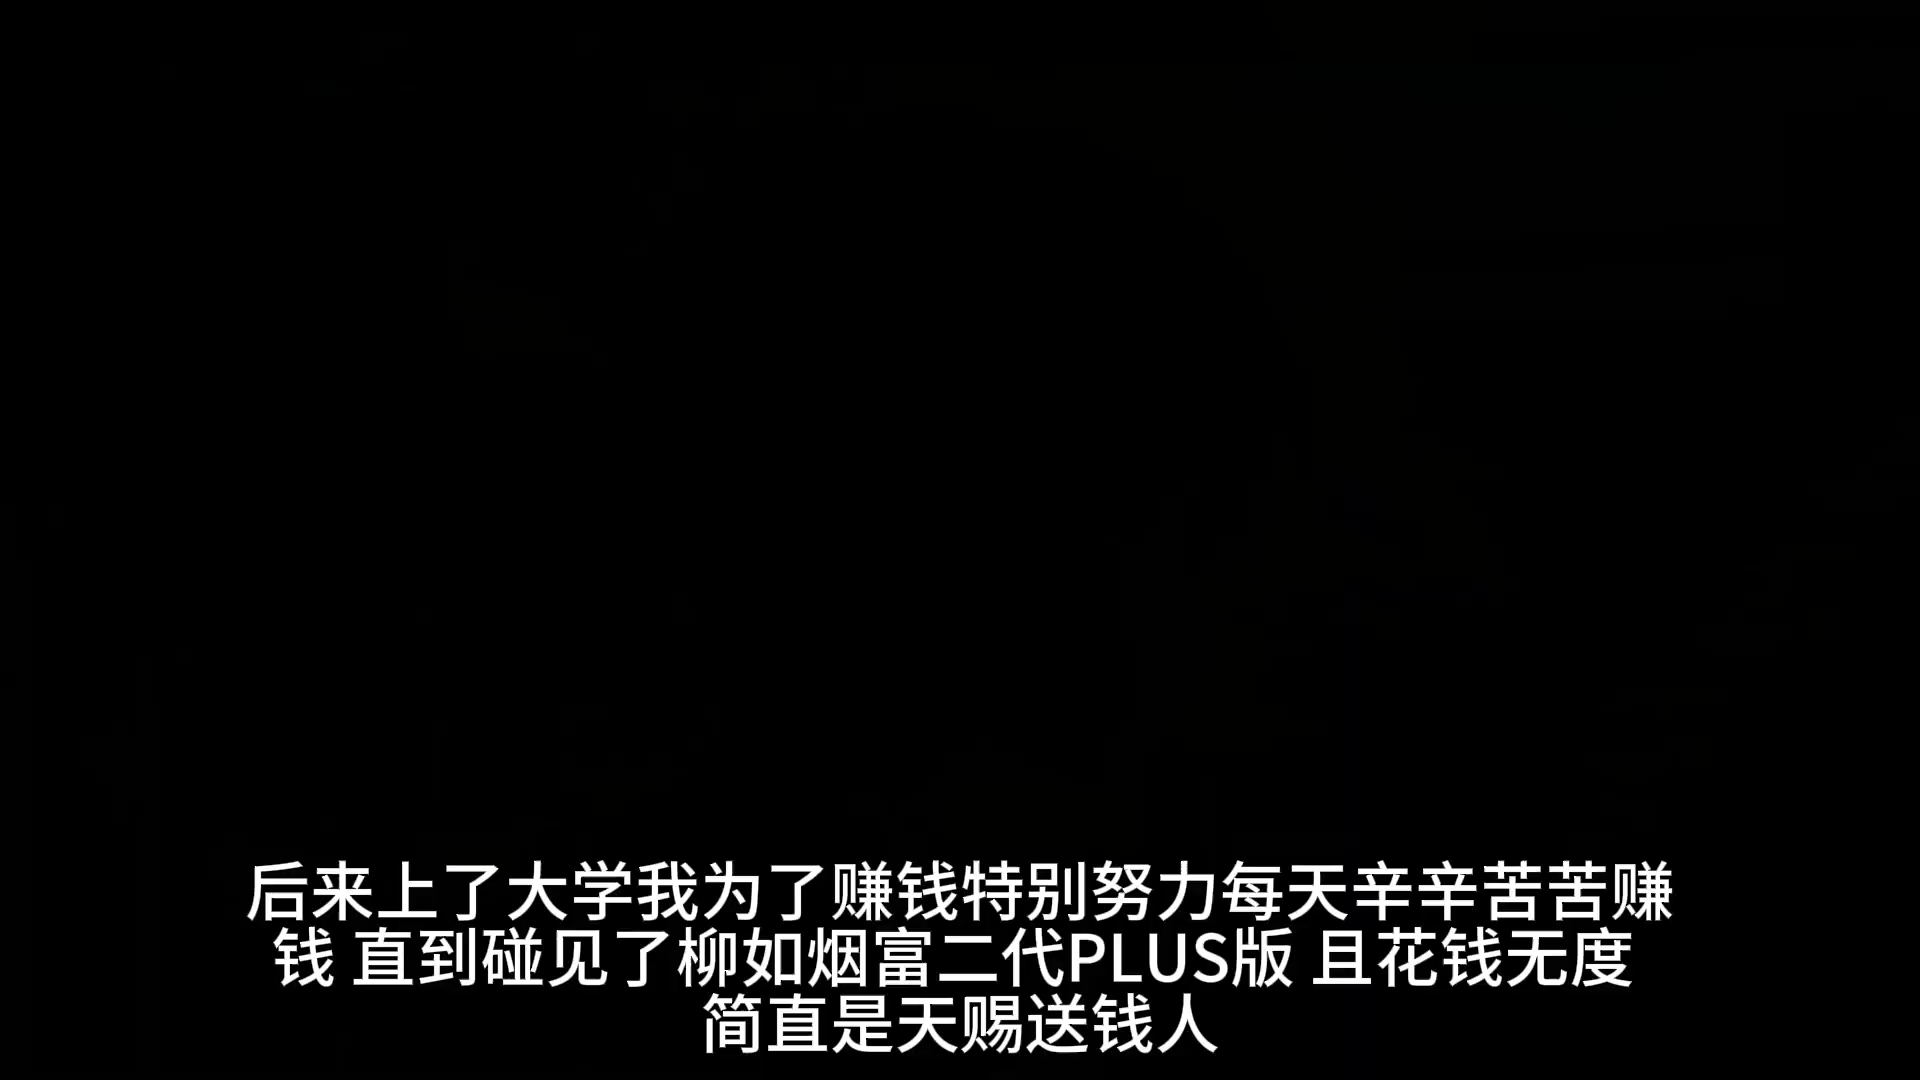 后来上了大学我为了赚钱特别努力每天辛辛苦苦赚
钱 直到碰见了柳如烟富二代PLUS版 且花钱无度
简直是天赐送钱人